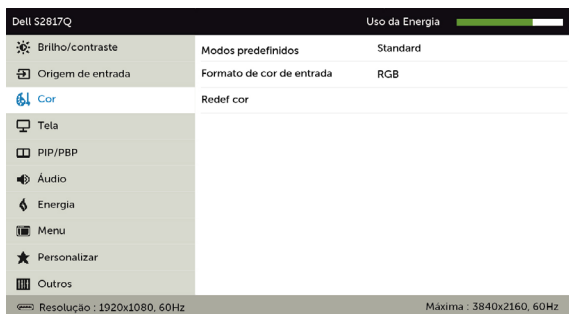 Dell S2817Q Uso da Energia
Brilho/contraste
Origem de entrada
Cor
Tela
PIP/PBP
Áudio
Energia
Menu
Personalizar
Outros
Modos predefinidos Standard
Formato de cor de entrada RGB
Redef cor
Resolução : 1920x1080, 60Hz Máxima : 3840x2160, 60Hz